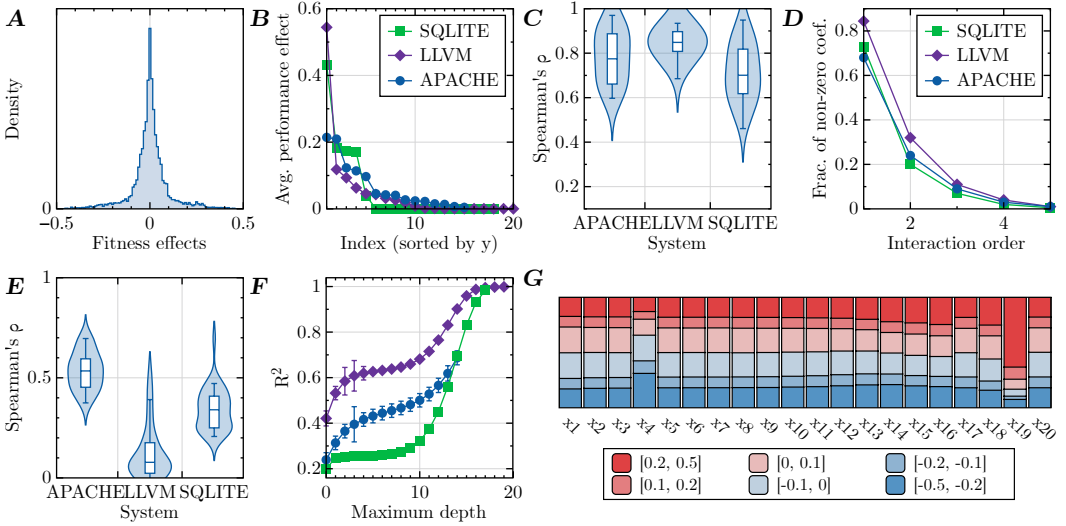 A
Density
-0.5
0
0.5
Fitness effects
B
Avg. performance effect
0.6
0.4
0.2
0
SQLITE
LLVM
APACHE
0
10
20
Index (sorted by y)
C
Spearman's ρ
1
0.8
0.6
0.4
0.2
APACHE LLVM SQLITE
System
D
Frac. of non-zero coef.
0.8
0.6
0.4
0.2
0
SQLITE
LLVM
APACHE
2
4
Interaction order
E
Spearman's ρ
1
0.5
0
APACHE LLVM SQLITE
System
F
R²
1
0.8
0.6
0.4
0.2
0
10
20
Maximum depth
G
x1 x2 x3 x4 x5 x6 x7 x8 x9 x10 x11 x12 x13 x14 x15 x16 x17 x18 x19 x20
[0.2, 0.5] [0, 0.1] [-0.2, -0.1]
[0.1, 0.2] [-0.1, 0] [-0.5, -0.2]